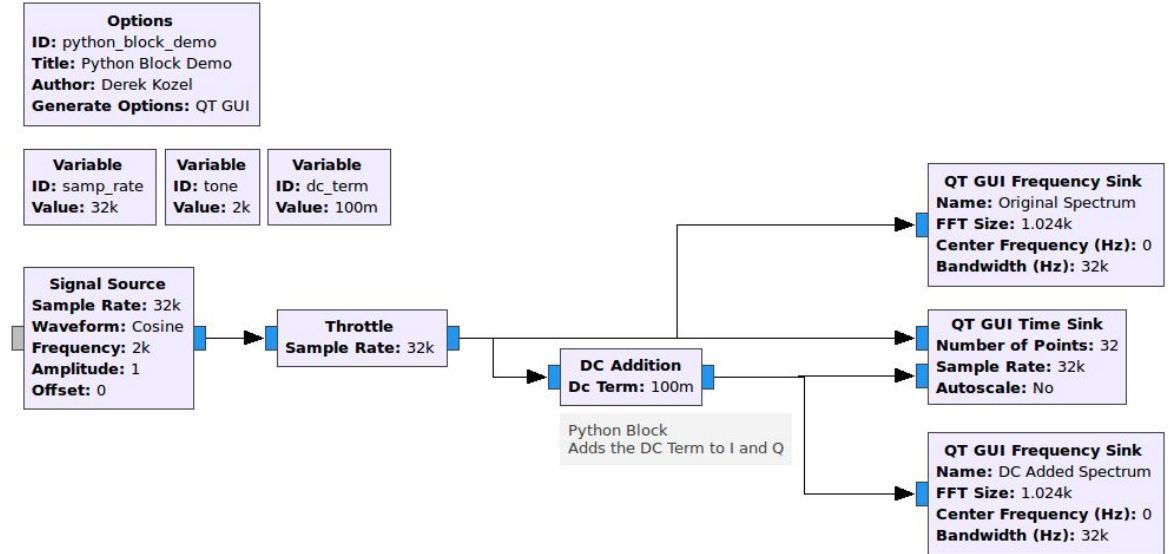 Options
ID: python_block_demo
Title: Python Block Demo
Author: Derek Kozel
Generate Options: QT GUI
Variable
ID: samp_rate
Value: 32k
Variable
ID: tone
Value: 2k
Variable
ID: dc_term
Value: 100m
Signal Source
Sample Rate: 32k
Waveform: Cosine
Frequency: 2k
Amplitude: 1
Offset: 0
Throttle
Sample Rate: 32k
DC Addition
Dc Term: 100m
Python Block
Adds the DC Term to I and Q
QT GUI Frequency Sink
Name: Original Spectrum
FFT Size: 1.024k
Center Frequency (Hz): 0
Bandwidth (Hz): 32k
QT GUI Time Sink
Number of Points: 32
Sample Rate: 32k
Autoscale: No
QT GUI Frequency Sink
Name: DC Added Spectrum
FFT Size: 1.024k
Center Frequency (Hz): 0
Bandwidth (Hz): 32k